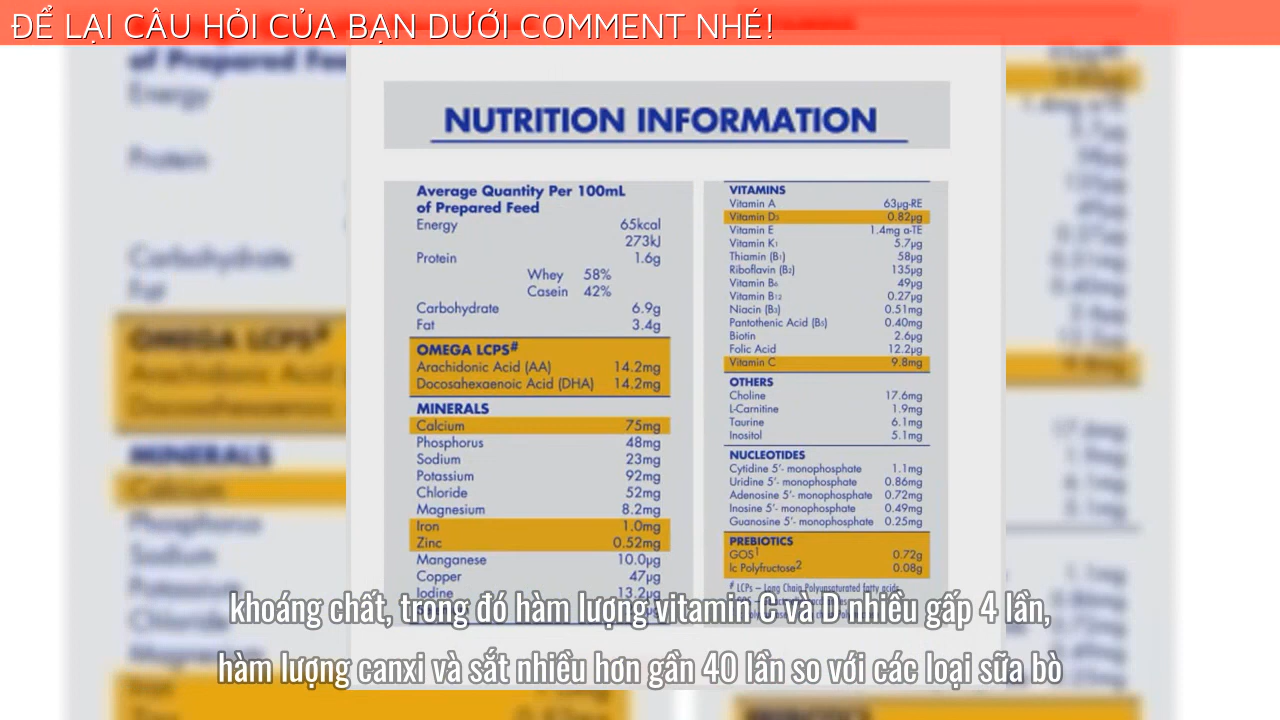 ĐỂ LẠI CÂU HỎI CỦA BẠN DƯỚI COMMENT NHÉ!
NUTRITION INFORMATION
Average Quantity Per 100mL
of Prepared Feed
Energy 65kcal
273kJ
Protein 1.6g
Whey 58%
Casein 42%
Carbohydrate 6.9g
Fat 3.4g
OMEGA LCPS#
Arachidonic Acid (AA) 14.2mg
Docosahexaenoic Acid (DHA) 14.2mg
MINERALS
Calcium 75mg
Phosphorus 48mg
Sodium 23mg
Potassium 92mg
Chloride 52mg
Magnesium 8.2mg
Iron 1.0mg
Zinc 0.52mg
Manganese 10.0µg
Copper 47µg
Iodine 13.2µg
VITAMINS
Vitamin A 63µg-RE
Vitamin D3 0.82µg
Vitamin E 1.4mg α-TE
Vitamin K1 5.7µg
Thiamin (B1) 58µg
Riboflavin (B2) 135µg
Vitamin B6 49µg
Vitamin B12 0.27µg
Niacin (B3) 0.51mg
Pantothenic Acid (B5) 0.40mg
Biotin 2.6µg
Folic Acid 12.2µg
Vitamin C 9.8mg
OTHERS
Choline 17.6mg
L-Carnitine 1.9mg
Taurine 6.1mg
Inositol 5.1mg
NUCLEOTIDES
Cytidine 5'- monophosphate 1.1mg
Uridine 5'- monophosphate 0.86mg
Adenosine 5'- monophosphate 0.72mg
Inosine 5'- monophosphate 0.49mg
Guanosine 5'- monophosphate 0.25mg
PREBIOTICS
GOS1 0.72g
lc Polyfructose2 0.08g
# LCPs – Long Chain Polyunsaturated fatty acids
khoáng chất, trong đó hàm lượng vitamin C và D nhiều gấp 4 lần,
hàm lượng canxi và sắt nhiều hơn gần 40 lần so với các loại sữa bò